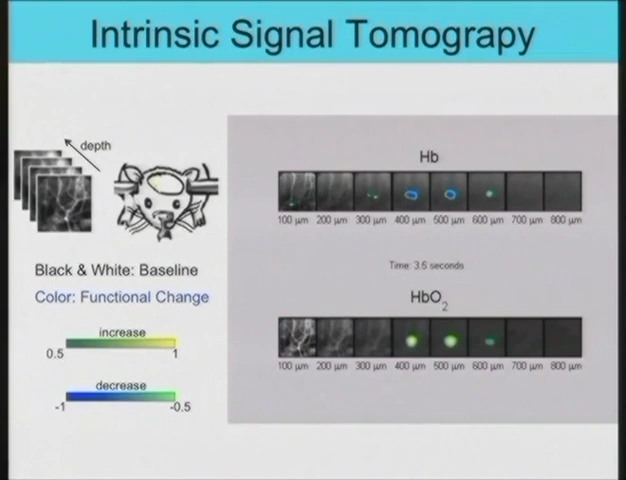 Intrinsic Signal Tomograpy
depth
Black & White: Baseline
Color: Functional Change
increase
0.5 1
decrease
-1 -0.5
Hb
100 µm 200 µm 300 µm 400 µm 500 µm 600 µm 700 µm 800 µm
Time: 3.5 seconds
HbO2
100 µm 200 µm 300 µm 400 µm 500 µm 600 µm 700 µm 800 µm